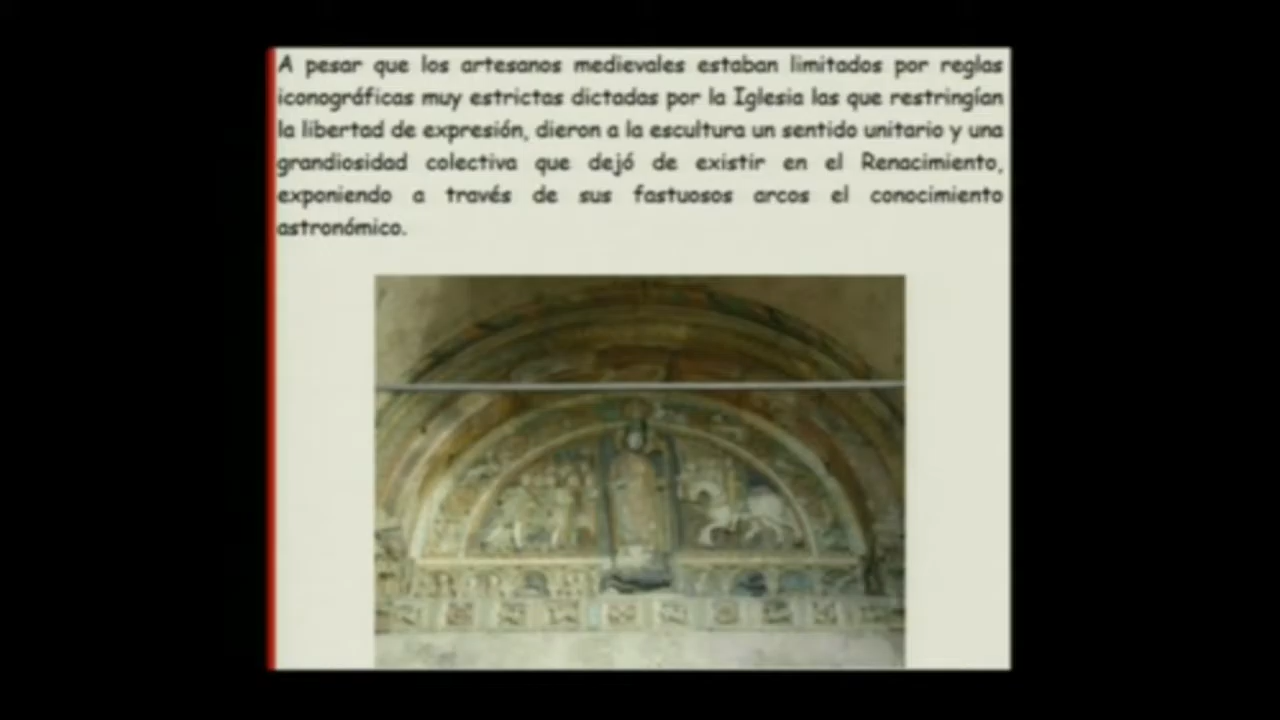 A pesar que los artesanos medievales estaban limitados por reglas
iconográficas muy estrictas dictadas por la Iglesia las que restringían
la libertad de expresión, dieron a la escultura un sentido unitario y una
grandiosidad colectiva que dejó de existir en el Renacimiento,
exponiendo a través de sus fastuosos arcos el conocimiento
astronómico.